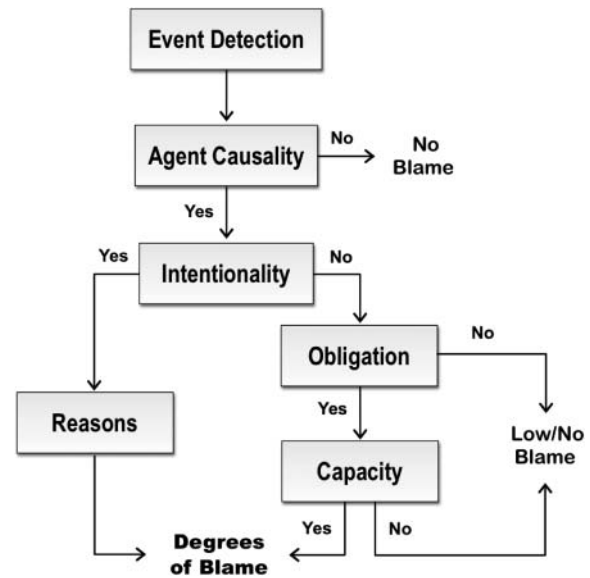 Event Detection
Agent Causality
No
No
Blame
Yes
Yes
Intentionality
No
Obligation
No
Reasons
Yes
Low/No
Blame
Capacity
Yes
No
Degrees
of Blame